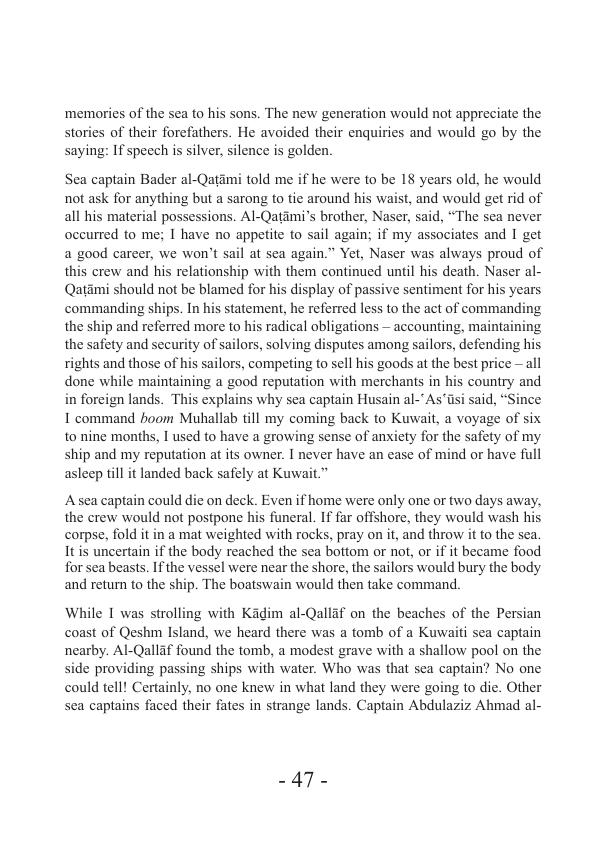 memories of the sea to his sons. The new generation would not appreciate the
stories of their forefathers. He avoided their enquiries and would go by the
saying: If speech is silver, silence is golden.
Sea captain Bader al-Qaṭāmi told me if he were to be 18 years old, he would
not ask for anything but a sarong to tie around his waist, and would get rid of
all his material possessions. Al-Qaṭāmi’s brother, Naser, said, “The sea never
occurred to me; I have no appetite to sail again; if my associates and I get
a good career, we won’t sail at sea again.” Yet, Naser was always proud of
this crew and his relationship with them continued until his death. Naser al-
Qaṭāmi should not be blamed for his display of passive sentiment for his years
commanding ships. In his statement, he referred less to the act of commanding
the ship and referred more to his radical obligations – accounting, maintaining
the safety and security of sailors, solving disputes among sailors, defending his
rights and those of his sailors, competing to sell his goods at the best price – all
done while maintaining a good reputation with merchants in his country and
in foreign lands.  This explains why sea captain Husain al-ʽAsʽūsi said, “Since
I command boom Muhallab till my coming back to Kuwait, a voyage of six
to nine months, I used to have a growing sense of anxiety for the safety of my
ship and my reputation at its owner. I never have an ease of mind or have full
asleep till it landed back safely at Kuwait.”
A sea captain could die on deck. Even if home were only one or two days away,
the crew would not postpone his funeral. If far offshore, they would wash his
corpse, fold it in a mat weighted with rocks, pray on it, and throw it to the sea.
It is uncertain if the body reached the sea bottom or not, or if it became food
for sea beasts. If the vessel were near the shore, the sailors would bury the body
and return to the ship. The boatswain would then take command.
While I was strolling with Kāḏim al-Qallāf on the beaches of the Persian
coast of Qeshm Island, we heard there was a tomb of a Kuwaiti sea captain
nearby. Al-Qallāf found the tomb, a modest grave with a shallow pool on the
side providing passing ships with water. Who was that sea captain? No one
could tell! Certainly, no one knew in what land they were going to die. Other
sea captains faced their fates in strange lands. Captain Abdulaziz Ahmad al-
- 47 -